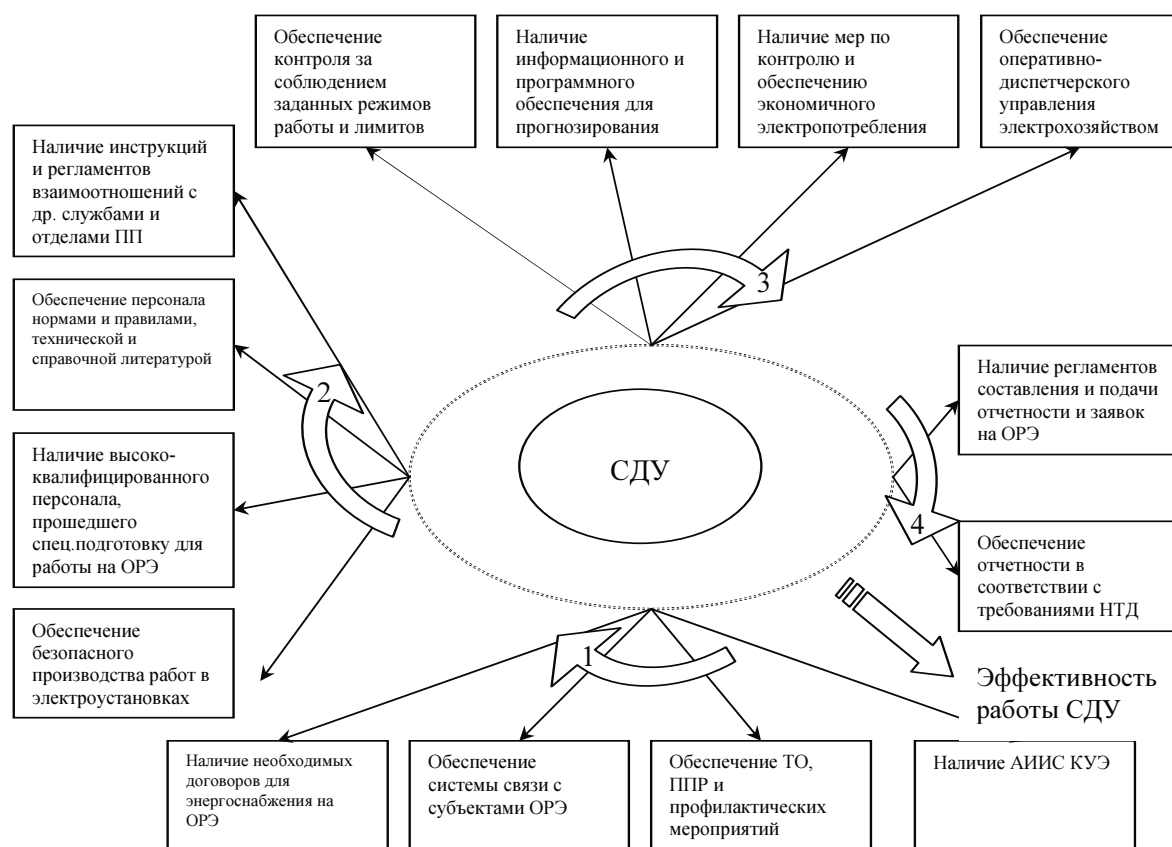 Обеспечение
контроля за
соблюдением
заданных режимов
работы и лимитов
Наличие
информационного и
программного
обеспечения для
прогнозирования
Наличие мер по
контролю и
обеспечению
экономичного
электропотребления
Обеспечение
оперативно-
диспетчерского
управления
электрохозяйством
Наличие инструкций
и регламентов
взаимоотношений с
др. службами и
отделами ПП
Обеспечение персонала
нормами и правилами,
технической и
справочной литературой
Наличие высоко-
квалифицированного
персонала,
прошедшего
спец.подготовку для
работы на ОРЭ
Обеспечение
безопасного
производства работ в
электроустановках
3
2
СДУ
4
1
Наличие регламентов
составления и подачи
отчетности и заявок
на ОРЭ
Обеспечение
отчетности в
соответствии с
требованиями НТД
Эффективность
работы СДУ
Наличие необходимых
договоров для
энергоснабжения на
ОРЭ
Обеспечение
системы связи с
субъектами ОРЭ
Обеспечение ТО,
ППР и
профилактических
мероприятий
Наличие АИИС КУЭ